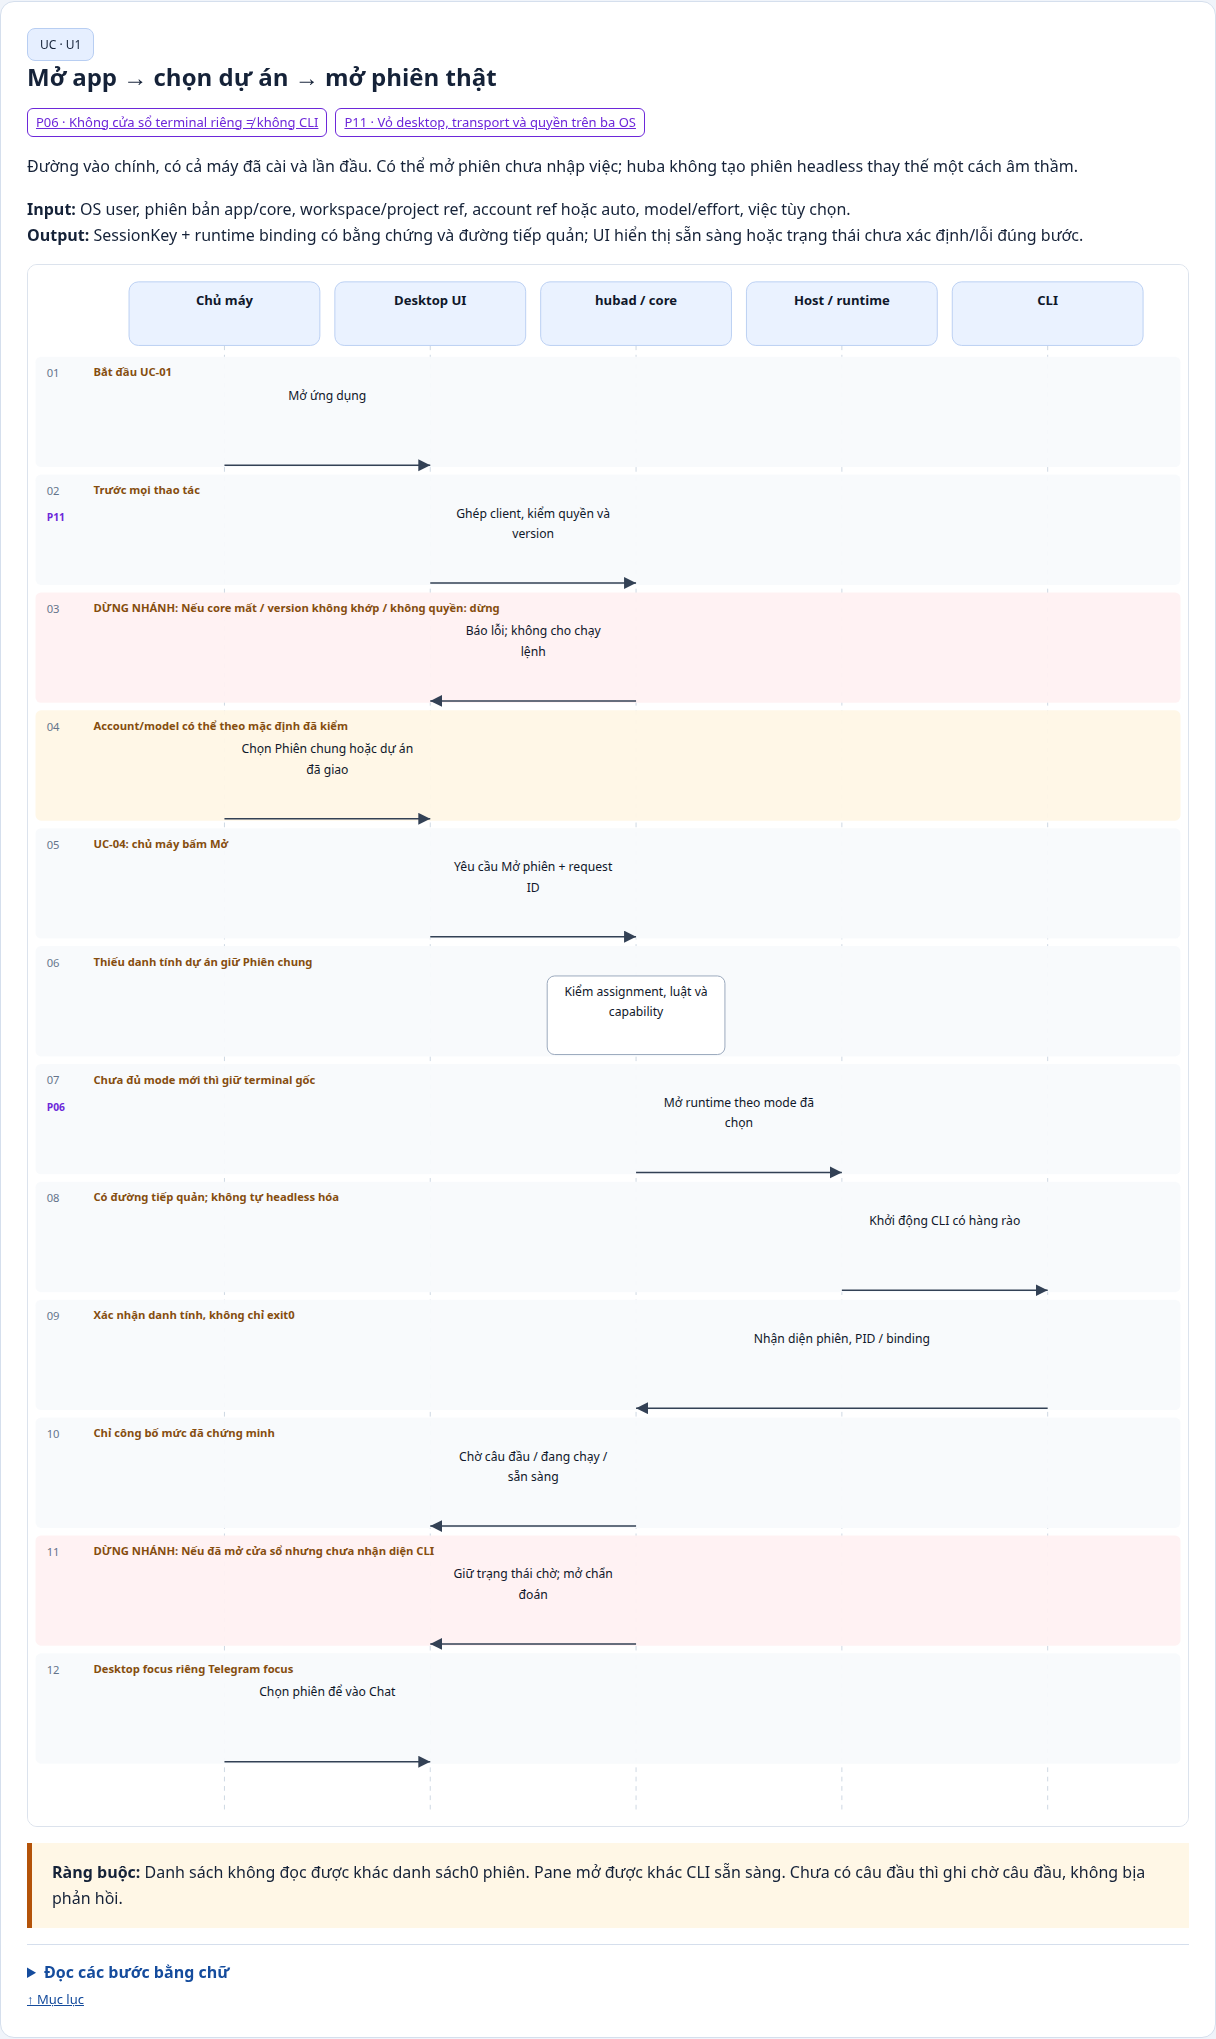 UC · U1
Mở app → chọn dự án → mở phiên thật
P06 · Không cửa sổ terminal riêng ≠ không CLI
P11 · Vỏ desktop, transport và quyền trên ba OS
Đường vào chính, có cả máy đã cài và lần đầu. Có thể mở phiên chưa nhập việc; huba không tạo phiên headless thay thế một cách âm thầm.
Input: OS user, phiên bản app/core, workspace/project ref, account ref hoặc auto, model/effort, việc tùy chọn.
Output: SessionKey + runtime binding có bằng chứng và đường tiếp quản; UI hiển thị sẵn sàng hoặc trạng thái chưa xác định/lỗi đúng bước.
Chủ máy
Desktop UI
hubad / core
Host / runtime
CLI
01
Bắt đầu UC-01
Mở ứng dụng
02
Trước mọi thao tác
P11
Ghép client, kiểm quyền và
version
03
DỪNG NHÁNH: Nếu core mất / version không khớp / không quyền: dừng
Báo lỗi; không cho chạy
lệnh
04
Account/model có thể theo mặc định đã kiểm
Chọn Phiên chung hoặc dự án
đã giao
05
UC-04: chủ máy bấm Mở
Yêu cầu Mở phiên + request
ID
06
Thiếu danh tính dự án giữ Phiên chung
Kiểm assignment, luật và
capability
07
Chưa đủ mode mới thì giữ terminal gốc
P06
Mở runtime theo mode đã
chọn
08
Có đường tiếp quản; không tự headless hóa
Khởi động CLI có hàng rào
09
Xác nhận danh tính, không chỉ exit0
Nhận diện phiên, PID / binding
10
Chỉ công bố mức đã chứng minh
Chờ câu đầu / đang chạy /
sẵn sàng
11
DỪNG NHÁNH: Nếu đã mở cửa sổ nhưng chưa nhận diện CLI
Giữ trạng thái chờ; mở chẩn
đoán
12
Desktop focus riêng Telegram focus
Chọn phiên để vào Chat
Ràng buộc: Danh sách không đọc được khác danh sách0 phiên. Pane mở được khác CLI sẵn sàng. Chưa có câu đầu thì ghi chờ câu đầu, không bịa
phản hồi.
▶ Đọc các bước bằng chữ
↑ Mục lục